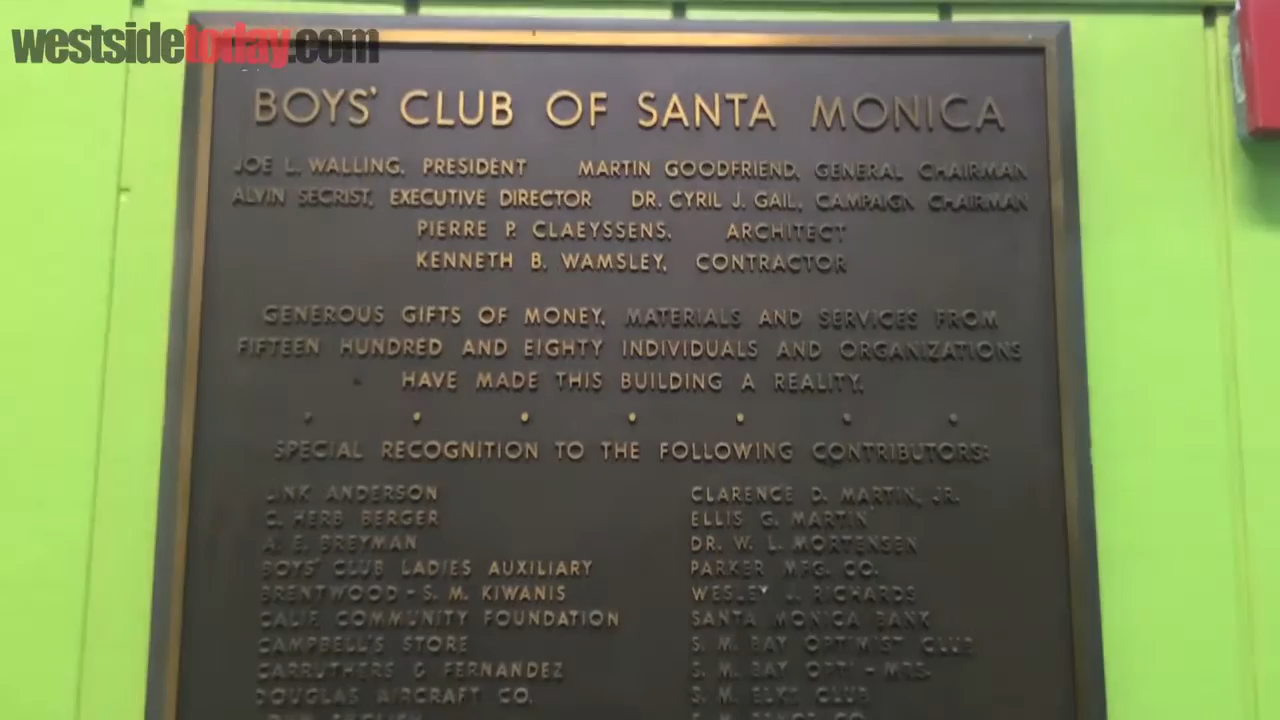 westsidetoday.com
BOYS' CLUB OF SANTA MONICA
JOE L. WALLING, PRESIDENT MARTIN GOODFRIEND, GENERAL CHAIRMAN
ALVIN SECRIST, EXECUTIVE DIRECTOR DR. CYRIL J. GAIL, CAMPAIGN CHAIRMAN
PIERRE P. CLAEYSSENS, ARCHITECT
KENNETH B. WAMSLEY, CONTRACTOR
GENEROUS GIFTS OF MONEY, MATERIALS AND SERVICES FROM
FIFTEEN HUNDRED AND EIGHTY INDIVIDUALS AND ORGANIZATIONS
HAVE MADE THIS BUILDING A REALITY.
SPECIAL RECOGNITION TO THE FOLLOWING CONTRIBUTORS:
ANDERSON
C. HERB BERGER
A. E. BREYMAN
BOYS' CLUB LADIES AUXILIARY
BRENTWOOD - S. M. KIWANIS
CALIF. COMMUNITY FOUNDATION
CAMPBELL'S STORE
CARRUTHERS & FERNANDEZ
DOUGLAS AIRCRAFT CO.
CLARENCE D. MARTIN, JR.
ELLIS G. MARTIN
DR. W. L. MORTENSEN
PARKER MFG. CO.
WESLEY J. RICHARDS
SANTA MONICA BANK
S. M. BAY OPTIMIST CLUB
S. M. BAY OPTI - MRS.
S. M. ELKS CLUB